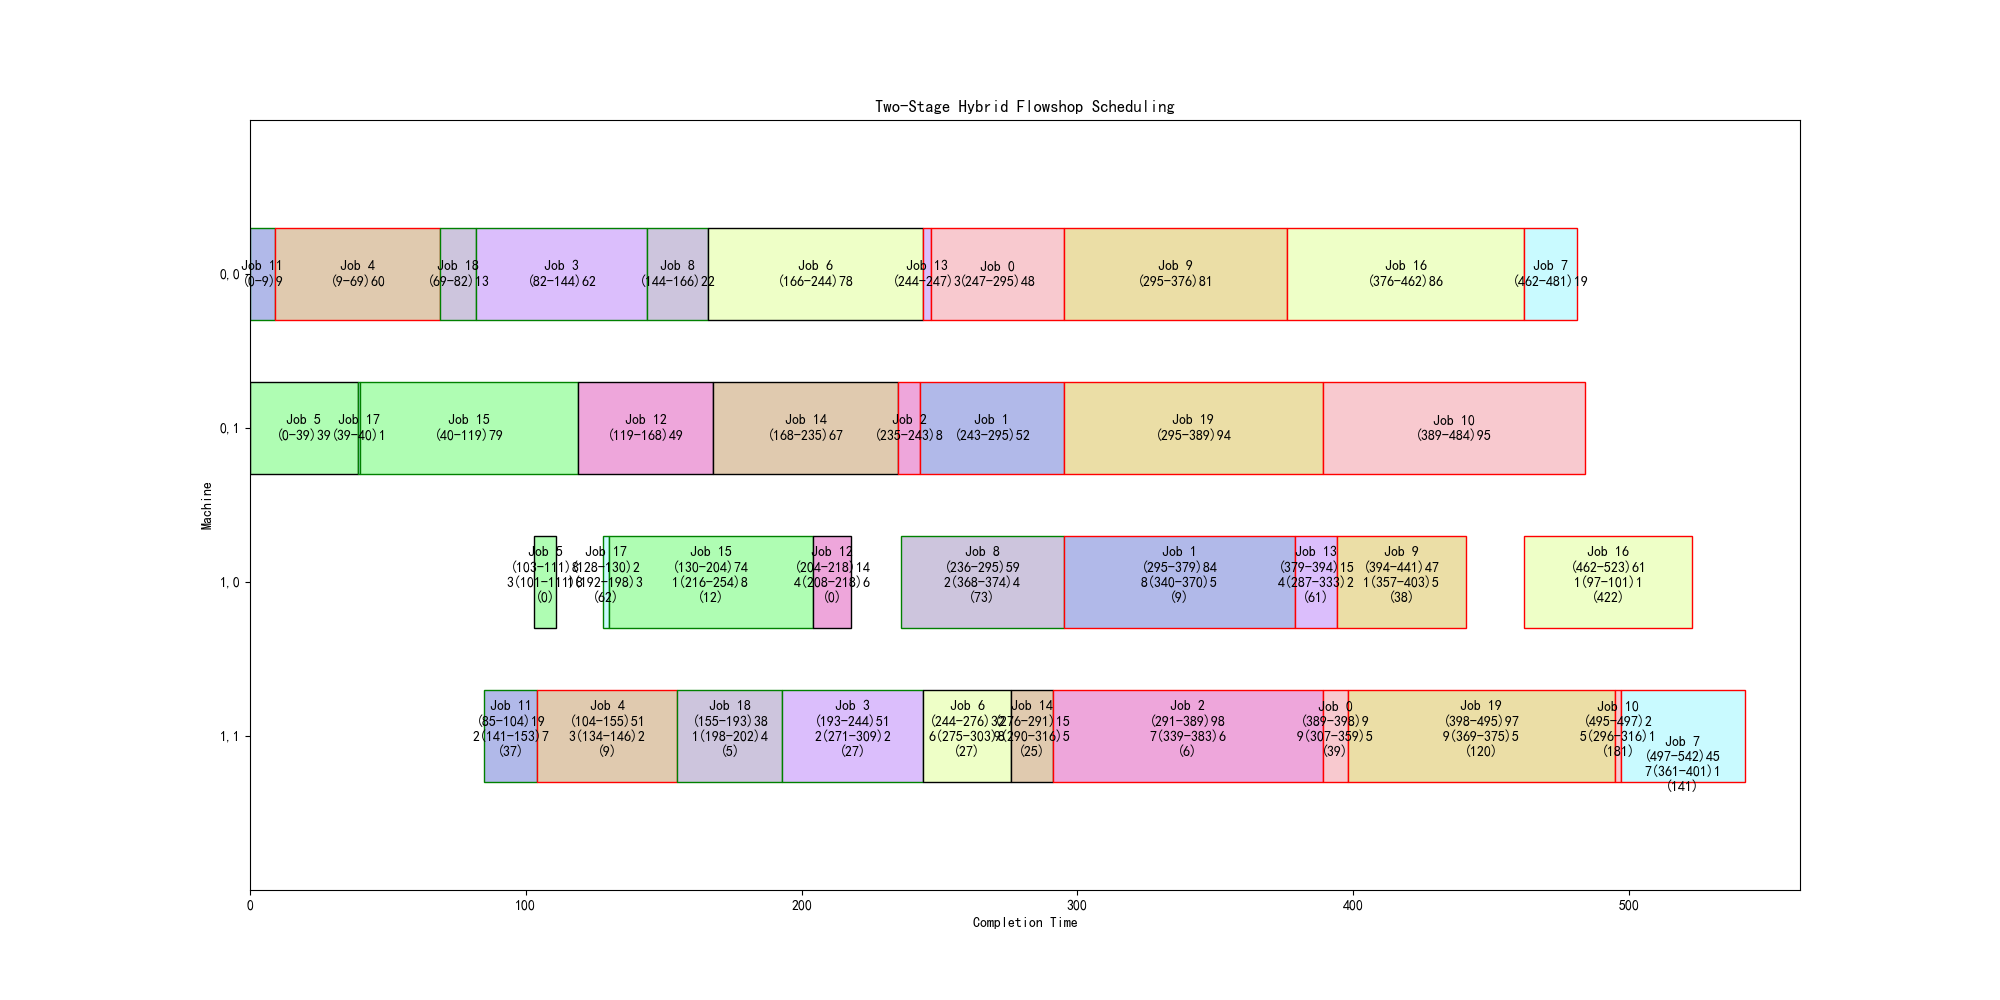 Two-Stage Hybrid Flowshop Scheduling
0,0
Job 11
(0-9)9
Job 4
(9-69)60
Job 18
(69-82)13
Job 3
(82-144)62
Job 8
(144-166)22
Job 6
(166-244)78
Job 13
(244-247)3
Job 0
(247-295)48
Job 9
(295-376)81
Job 16
(376-462)86
Job 7
(462-481)19
0,1
Job 5
(0-39)39
Job 17
(39-40)1
Job 15
(40-119)79
Job 12
(119-168)49
Job 14
(168-235)67
Job 2
(235-243)8
Job 1
(243-295)52
Job 19
(295-389)94
Job 10
(389-484)95
Machine
1,0
Job 5
(103-111)8
(0)
Job 17
(128-130)2
(62)
Job 15
(130-204)74
1(216-254)8
(12)
Job 12
(204-218)14
4(208-218)6
(0)
Job 8
(236-295)59
2(368-374)4
(73)
Job 1
(295-379)84
8(340-370)5
(9)
Job 13
(379-394)15
4(287-333)2
(61)
Job 9
(394-441)47
1(357-403)5
(38)
Job 16
(462-523)61
1(97-101)1
(422)
1,1
Job 11
(85-104)19
2(141-153)7
(37)
Job 4
(104-155)51
3(134-146)2
(9)
Job 18
(155-193)38
1(198-202)4
(5)
Job 3
(193-244)51
2(271-309)2
(27)
Job 6
(244-276)32
(27)
Job 14
(276-291)15
(25)
Job 2
(291-389)98
7(339-383)6
(6)
Job 0
(389-398)9
9(307-359)5
(39)
Job 19
(398-495)97
9(369-375)5
(120)
Job 10
(495-497)2
5(296-316)1
(181)
Job 7
(497-542)45
7(361-401)1
(141)
0
100
200
300
400
500
Completion Time